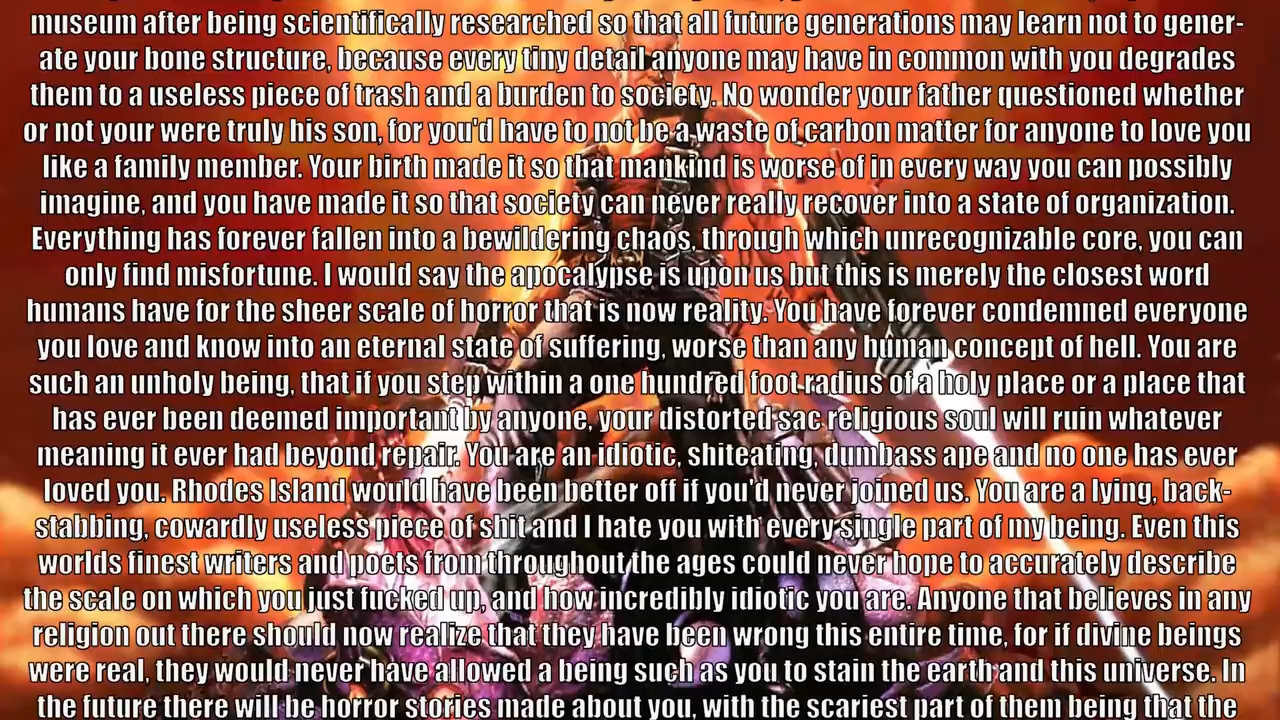 museum after being scientifically researched so that all future generations may learn not to gener-
ate your bone structure, because every tiny detail anyone may have in common with you degrades
them to a useless piece of trash and a burden to society. No wonder your father questioned whether
or not your were truly his son, for you'd have to not be a waste of carbon matter for anyone to love you
like a family member. Your birth made it so that mankind is worse of in every way you can possibly
imagine, and you have made it so that society can never really recover into a state of organization.
Everything has forever fallen into a bewildering chaos, through which unrecognizable core, you can
only find misfortune. I would say the apocalypse is upon us but this is merely the closest word
humans have for the sheer scale of horror that is now reality. You have forever condemned everyone
you love and know into an eternal state of suffering, worse than any human concept of hell. You are
such an unholy being, that if you step within a one hundred foot radius of a holy place or a place that
has ever been deemed important by anyone, your distorted sac religious soul will ruin whatever
meaning it ever had beyond repair. You are an idiotic, shiteating, dumbass ape and no one has ever
loved you. Rhodes Island would have been better off if you'd never joined us. You are a lying, back-
stabbing, cowardly useless piece of shit and I hate you with every single part of my being. Even this
worlds finest writers and poets from throughout the ages could never hope to accurately describe
the scale on which you just fucked up, and how incredibly idiotic you are. Anyone that believes in any
religion out there should now realize that they have been wrong this entire time, for if divine beings
were real, they would never have allowed a being such as you to stain the earth and this universe. In
the future there will be horror stories made about you, with the scariest part of them being that the